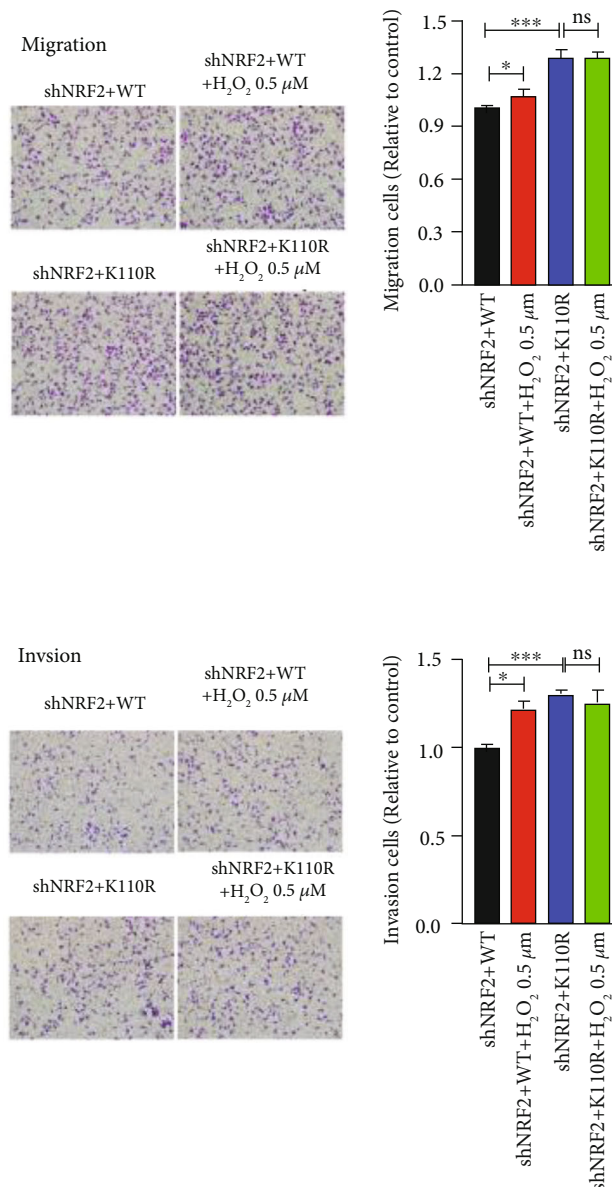 Migration
shNRF2+WT
shNRF2+WT
+H₂O₂ 0.5 μM
shNRF2+K110R
shNRF2+K110R
+H₂O₂ 0.5 μM
Migration cells (Relative to control)
1.5
1.2
0.9
0.6
0.3
0.0
***
ns
*
shNRF2+WT
shNRF2+WT+H₂O₂ 0.5 μm
shNRF2+K110R
shNRF2+K110R+H₂O₂ 0.5 μm
Invsion
shNRF2+WT
shNRF2+WT
+H₂O₂ 0.5 μM
shNRF2+K110R
shNRF2+K110R
+H₂O₂ 0.5 μM
Invasion cells (Relative to control)
1.5
1.0
0.5
0.0
***
ns
*
shNRF2+WT
shNRF2+WT+H₂O₂ 0.5 μm
shNRF2+K110R
shNRF2+K110R+H₂O₂ 0.5 μm